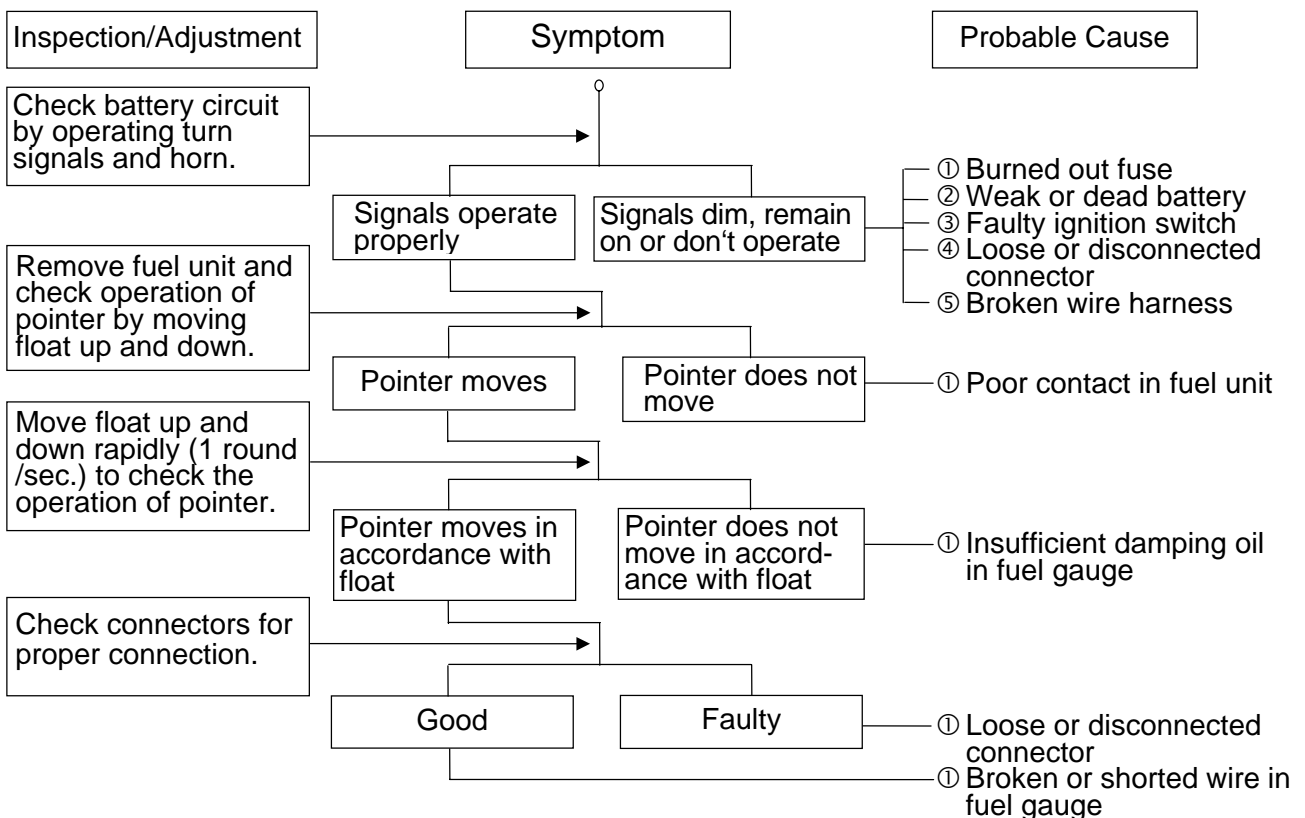 Inspection/Adjustment
Symptom
Probable Cause
Check battery circuit
by operating turn
signals and horn.
Signals operate
properly
Signals dim, remain
on or don‘t operate
① Burned out fuse
② Weak or dead battery
③ Faulty ignition switch
④ Loose or disconnected
connector
⑤ Broken wire harness
Remove fuel unit and
check operation of
pointer by moving
float up and down.
Pointer moves
Pointer does not
move
① Poor contact in fuel unit
Move float up and
down rapidly (1 round
/sec.) to check the
operation of pointer.
Pointer moves in
accordance with
float
Pointer does not
move in accord-
ance with float
① Insufficient damping oil
in fuel gauge
Check connectors for
proper connection.
Good
Faulty
① Loose or disconnected
connector
① Broken or shorted wire in
fuel gauge